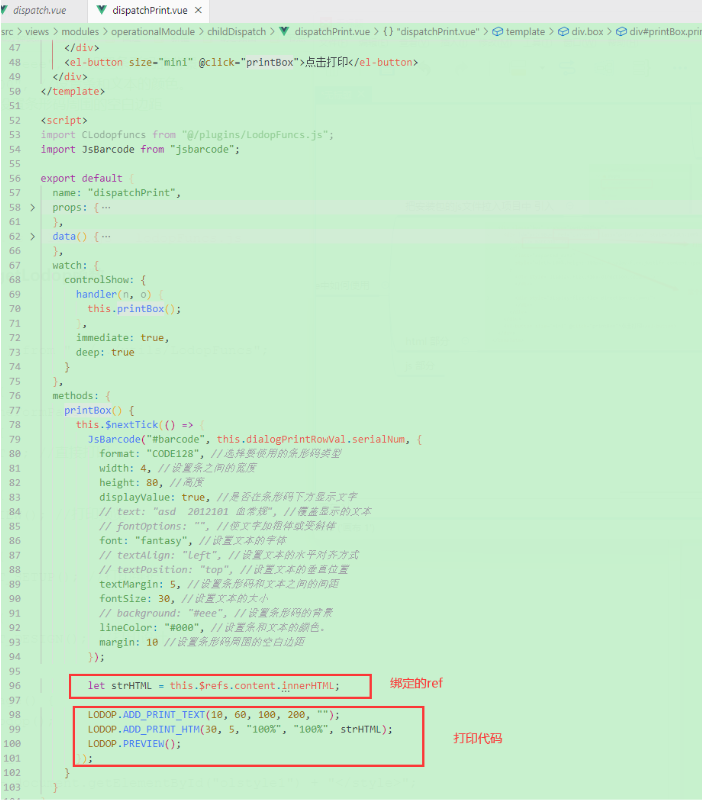 dispatch.vue dispatchPrint.vue ×
src > views > modules > operationalModule > childDispatch > dispatchPrint.vue > {} "dispatchPrint.vue" > template > div.box > div#printBox.prin
47 </div>
48 <el-button size="mini" @click="printBox">点击打印</el-button>
49 </div>
50 </template>
51
52 <script>
53 import CLodopfuncs from "@/plugins/LodopFuncs.js";
54 import JsBarcode from "jsbarcode";
55
56 export default {
57 name: "dispatchPrint",
58 > props: {…
61 },
62 > data() {…
66 },
67 watch: {
68 controlShow: {
69 handler(n, o) {
70 this.printBox();
71 },
72 immediate: true,
73 deep: true
74 }
75 },
76 methods: {
77 printBox() {
78 this.$nextTick(() => {
79 JsBarcode("#barcode", this.dialogPrintRowVal.serialNum, {
80 format: "CODE128", //选择要使用的条形码类型
81 width: 4, //设置条之间的宽度
82 height: 80, //高度
83 displayValue: true, //是否在条形码下方显示文字
84 // text: "asd 2012101 血常规", //覆盖显示的文本
85 // fontOptions: "", //使文字加粗体或变斜体
86 font: "fantasy", //设置文本的字体
87 // textAlign: "left", //设置文本的水平对齐方式
88 // textPosition: "top", //设置文本的垂直位置
89 textMargin: 5, //设置条形码和文本之间的间距
90 fontSize: 30, //设置文本的大小
91 // background: "#eee", //设置条形码的背景
92 lineColor: "#000", //设置条和文本的颜色。
93 margin: 10 //设置条形码周围的空白边距
94 });
95
96 let strHTML = this.$refs.content.innerHTML; 绑定的ref
97
98 LODOP.ADD_PRINT_TEXT(10, 60, 100, 200, "");
99 LODOP.ADD_PRINT_HTM(30, 5, "100%", "100%", strHTML); 打印代码
100 LODOP.PREVIEW();
101 });
102 }
103 }